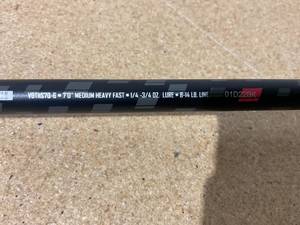 7'0" MEDIUM HEAVY FAST • 1/4 -3/4 OZ. LURE • 8-14 LB. LINE